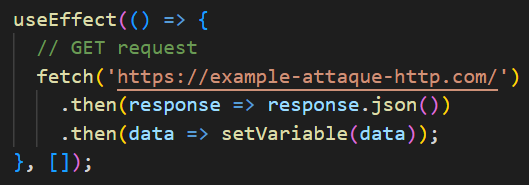 useEffect(() => {
  // GET request
  fetch('https://example-attaque-http.com/')
    .then(response => response.json())
    .then(data => setVariable(data));
}, []);